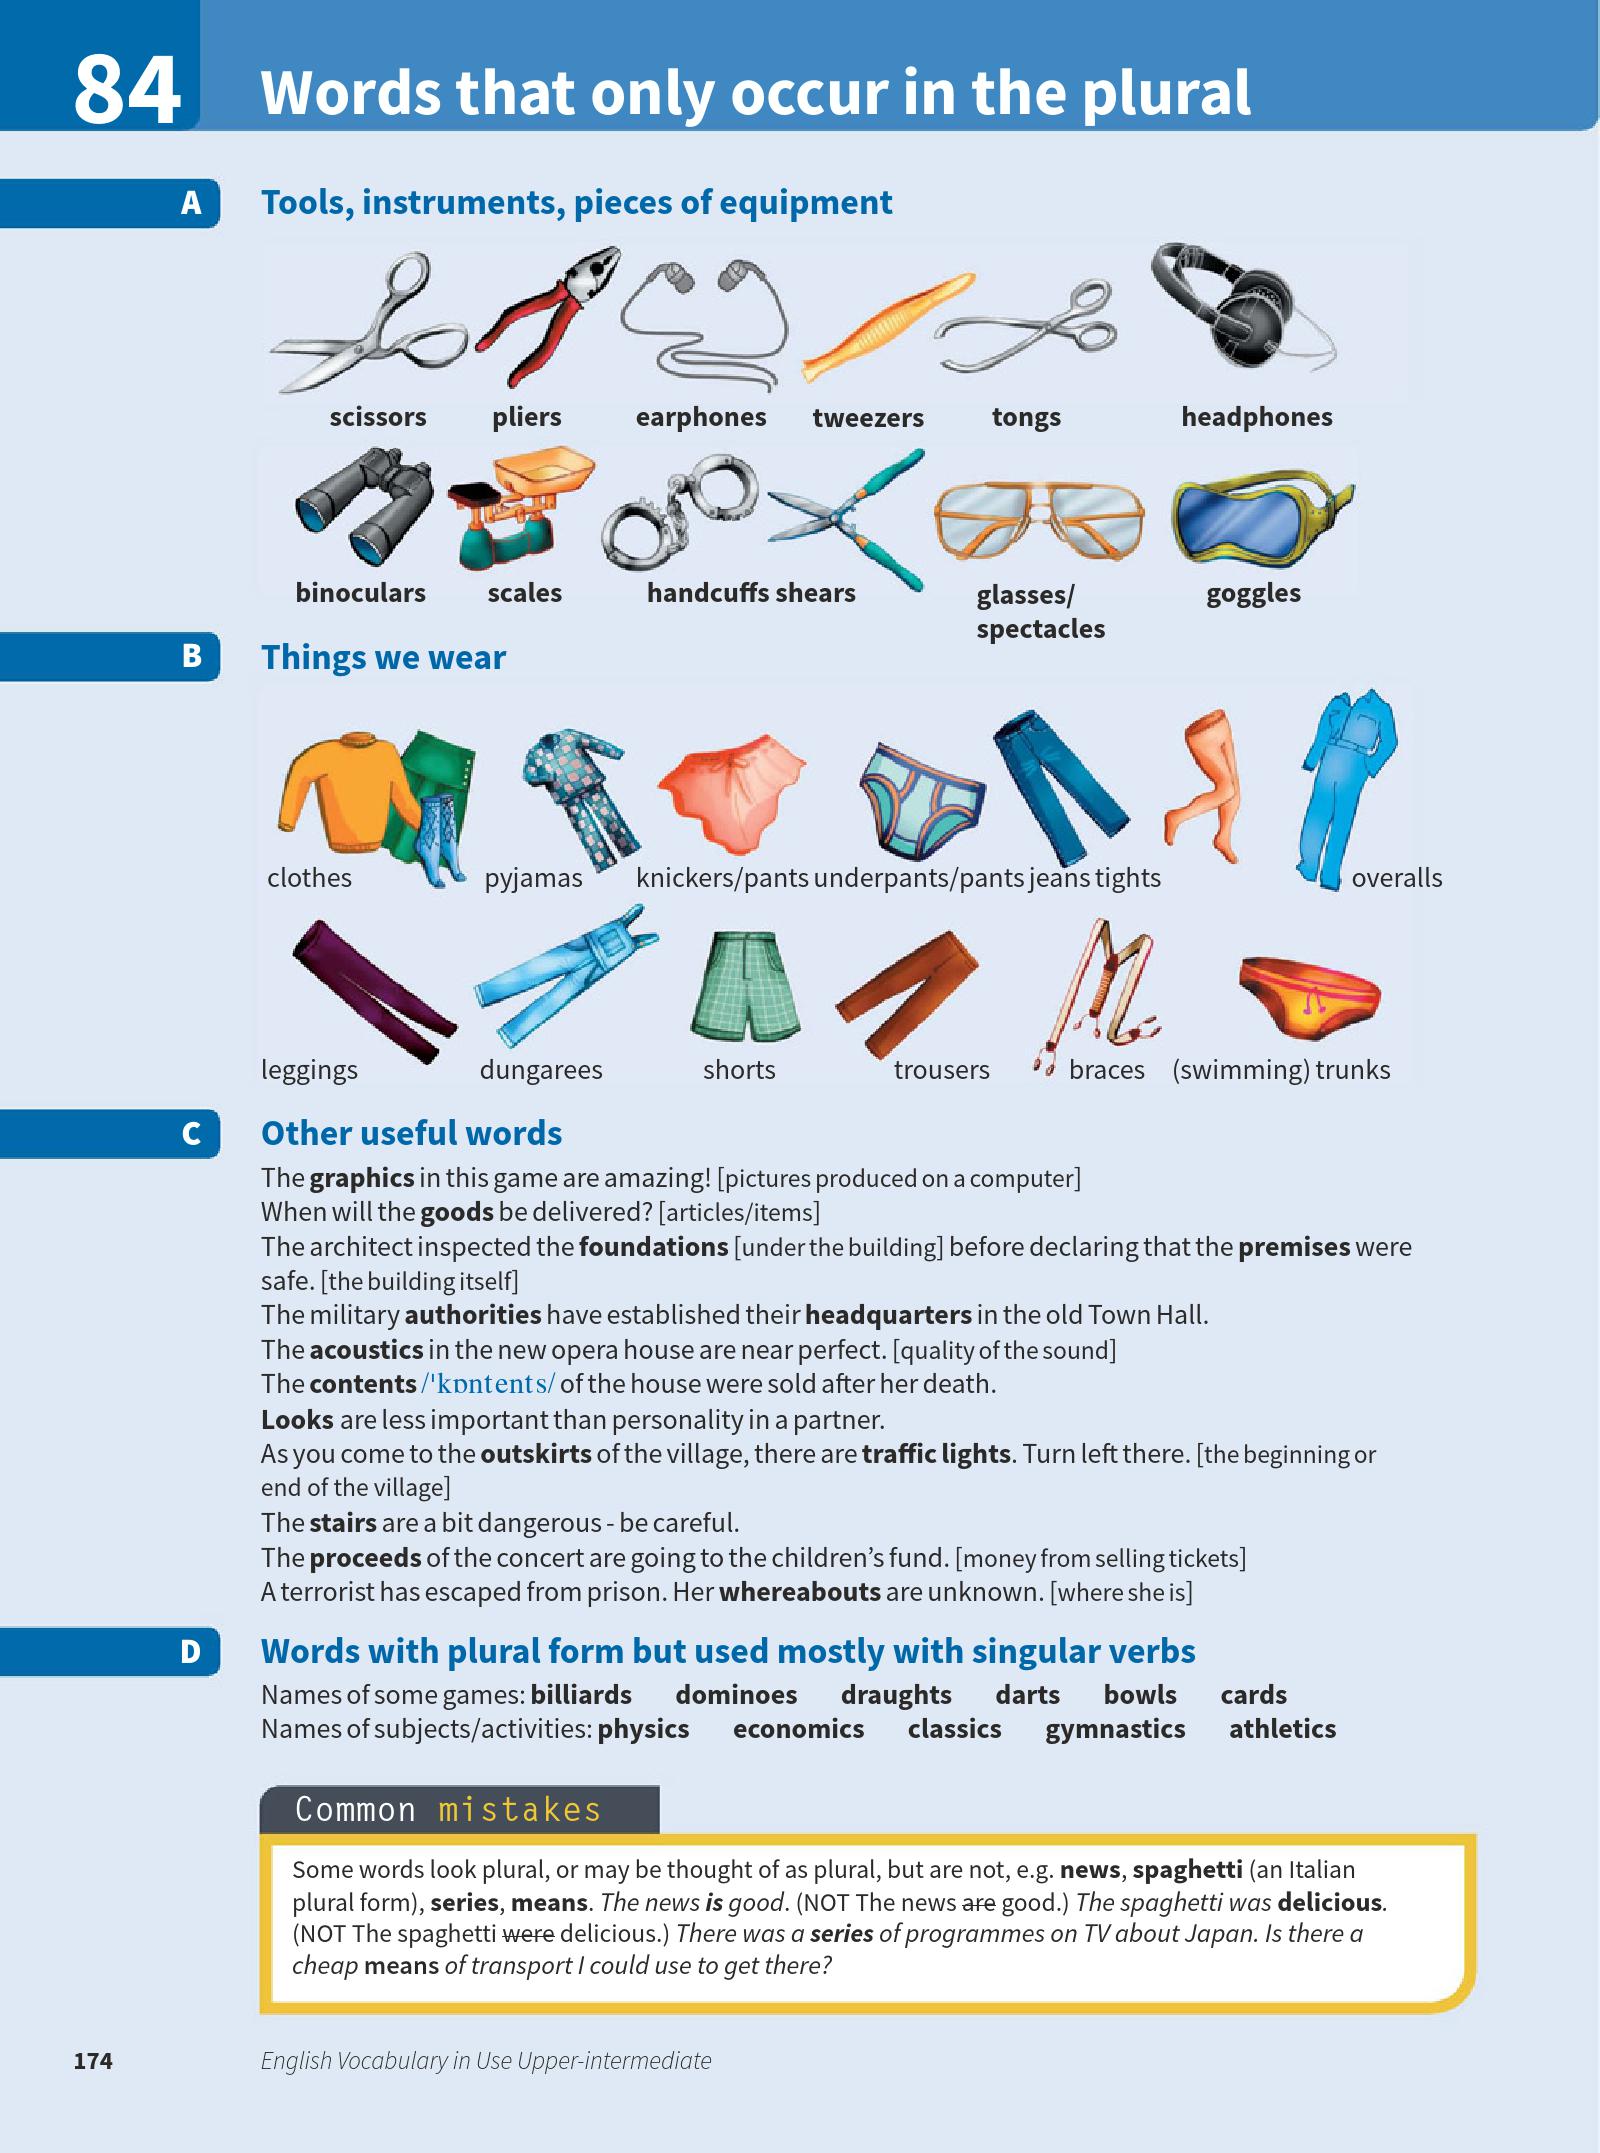 84
Words that only occur in the plural
A
Tools, instruments, pieces of equipment
scissors pliers earphones tweezers tongs headphones
binoculars scales handcuffs shears glasses/ goggles
spectacles
B
Things we wear
clothes pyjamas knickers/pants underpants/pants jeans tights overalls
leggings dungarees shorts trousers braces (swimming) trunks
C
Other useful words
The graphics in this game are amazing! [pictures produced on a computer]
When will the goods be delivered? [articles/items]
The architect inspected the foundations [under the building] before declaring that the premises were
safe. [the building itself]
The military authorities have established their headquarters in the old Town Hall.
The acoustics in the new opera house are near perfect. [quality of the sound]
The contents /ˈkɒntents/ of the house were sold after her death.
Looks are less important than personality in a partner.
As you come to the outskirts of the village, there are traffic lights. Turn left there. [the beginning or
end of the village]
The stairs are a bit dangerous - be careful.
The proceeds of the concert are going to the children’s fund. [money from selling tickets]
A terrorist has escaped from prison. Her whereabouts are unknown. [where she is]
D
Words with plural form but used mostly with singular verbs
Names of some games: billiards dominoes draughts darts bowls cards
Names of subjects/activities: physics economics classics gymnastics athletics
Common mistakes
Some words look plural, or may be thought of as plural, but are not, e.g. news, spaghetti (an Italian
plural form), series, means. The news is good. (NOT The news are good.) The spaghetti was delicious.
(NOT The spaghetti were delicious.) There was a series of programmes on TV about Japan. Is there a
cheap means of transport I could use to get there?
174
English Vocabulary in Use Upper-intermediate